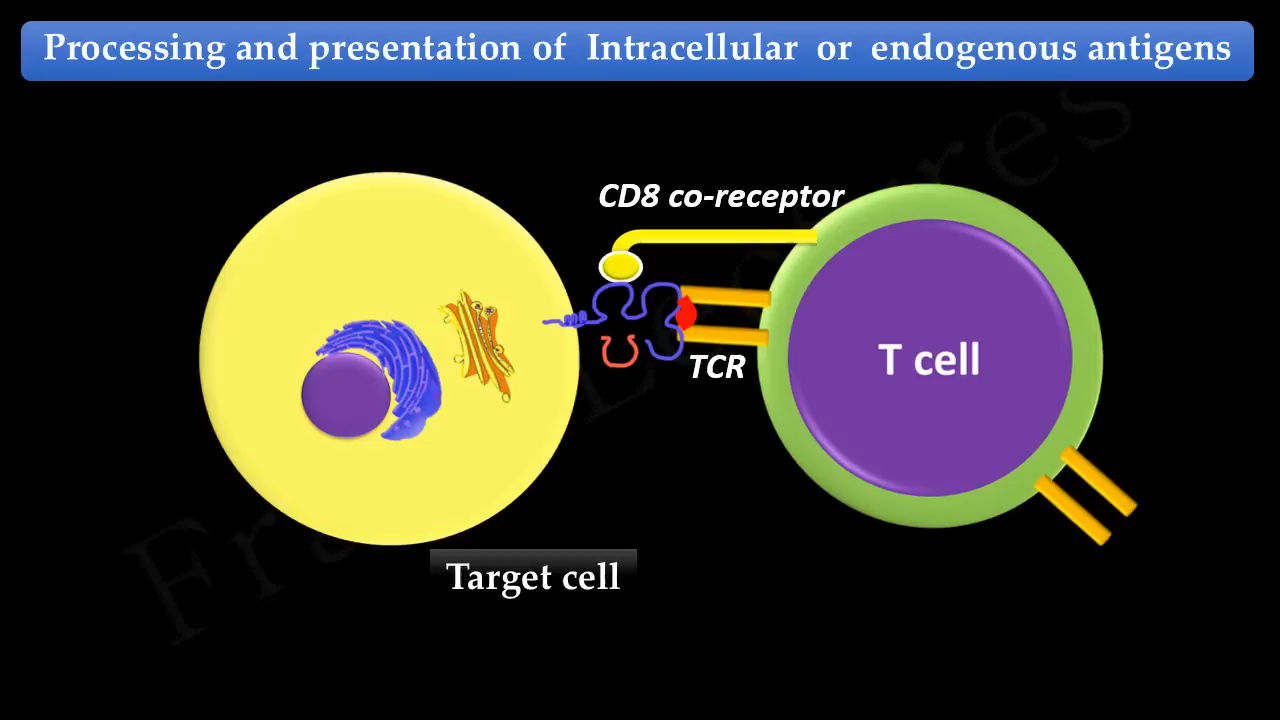 Processing and presentation of Intracellular or endogenous antigens
CD8 co-receptor
T cell
TCR
Target cell